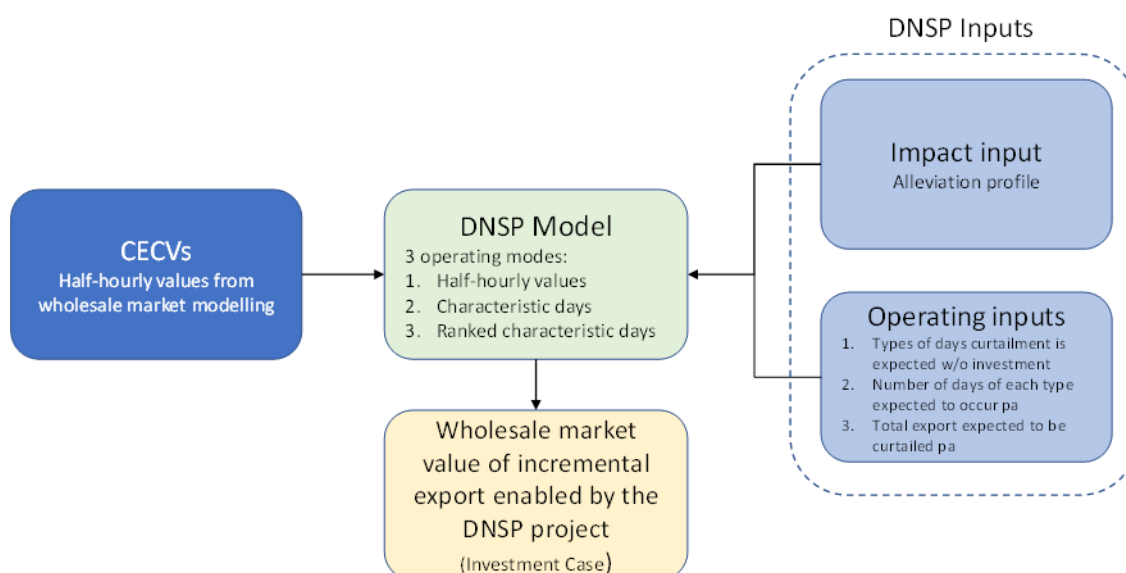 DNSP Inputs
Impact input
Alleviation profile
CECVs
Half-hourly values from
wholesale market modelling
DNSP Model
3 operating modes:
1. Half-hourly values
2. Characteristic days
3. Ranked characteristic days
Operating inputs
1. Types of days curtailment is
expected w/o investment
2. Number of days of each type
expected to occur pa
3. Total export expected to be
curtailed pa
Wholesale market
value of incremental
export enabled by the
DNSP project
(Investment Case)